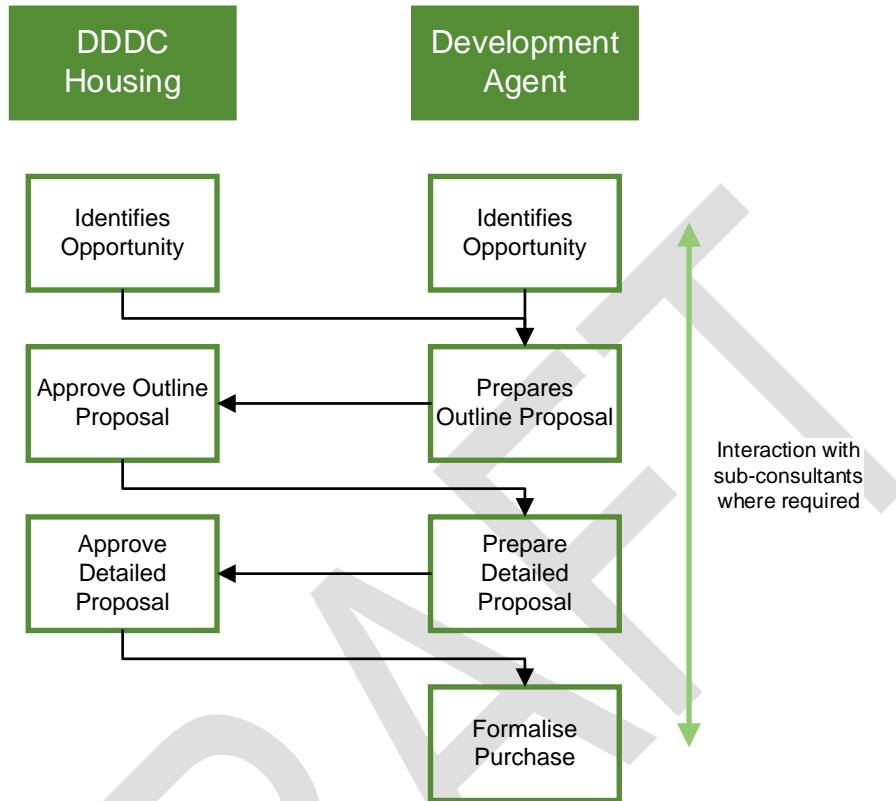 DDDC
Housing
Development
Agent
Identifies
Opportunity
Identifies
Opportunity
Approve Outline
Proposal
Prepares
Outline Proposal
Interaction with
sub-consultants
where required
Approve
Detailed
Proposal
Prepare
Detailed
Proposal
Formalise
Purchase
DRAFT